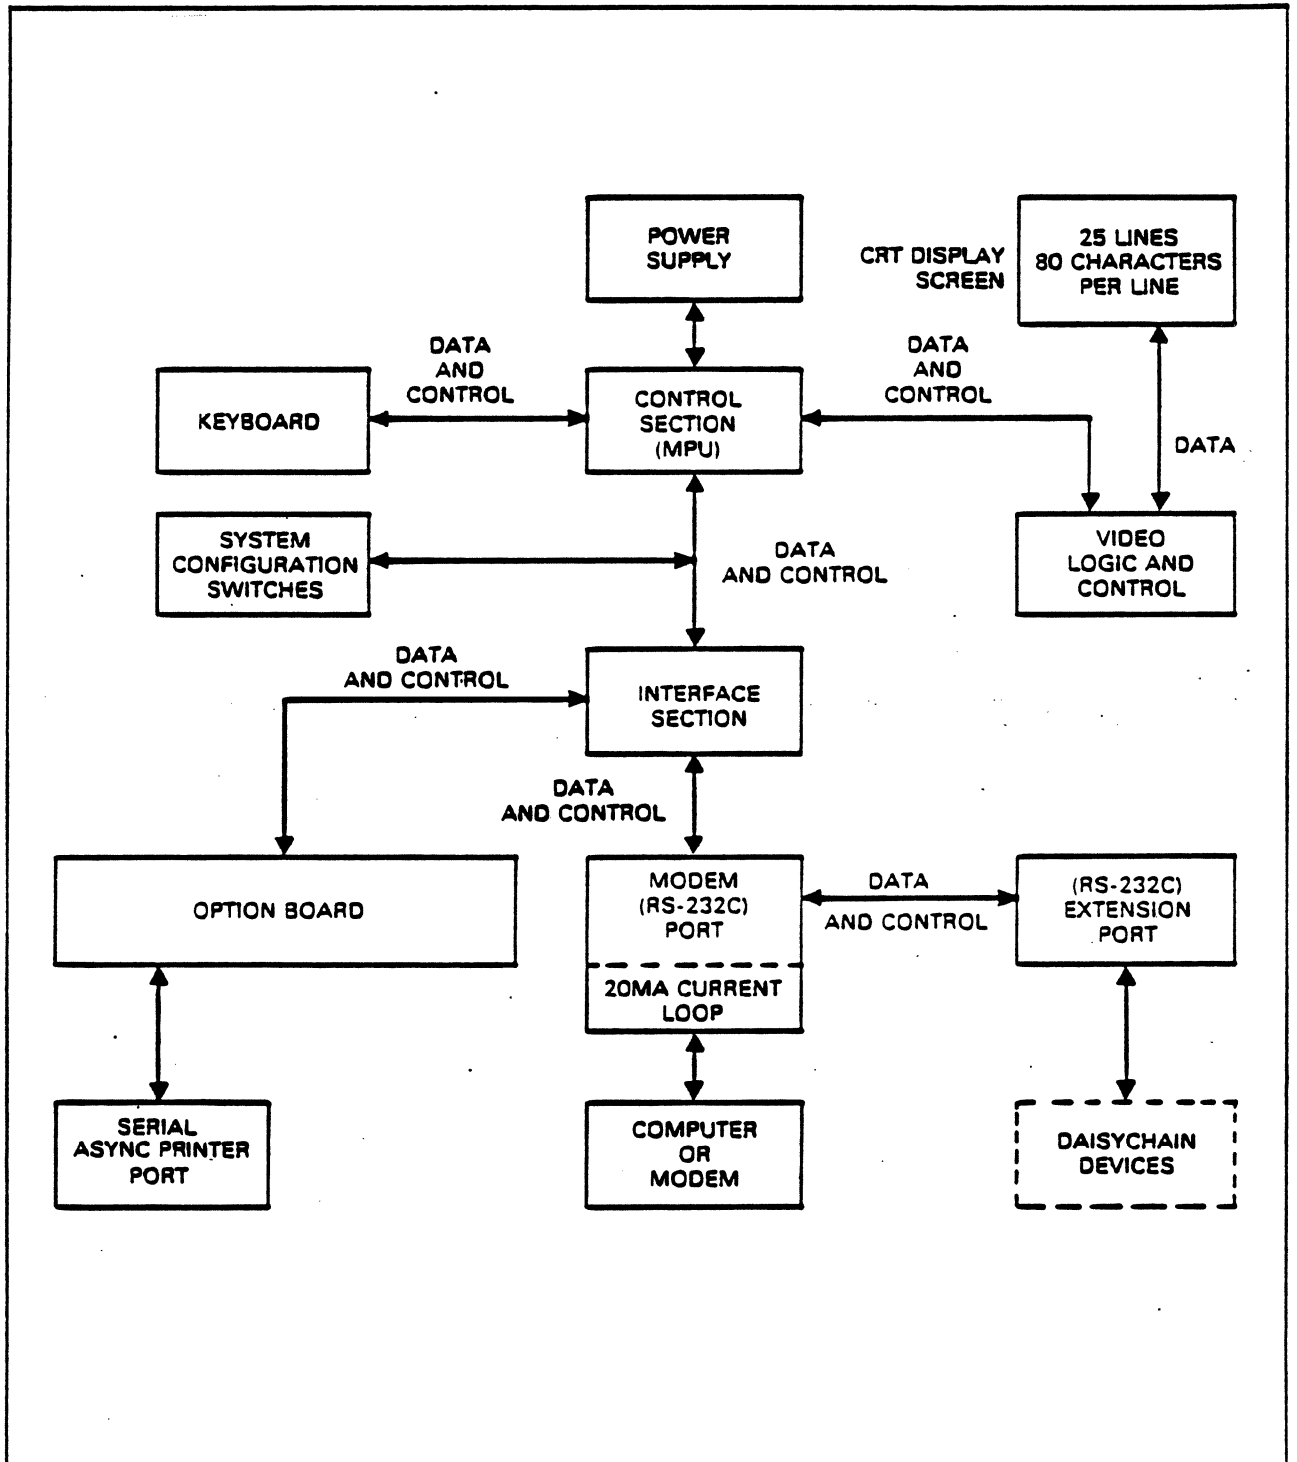 POWER
SUPPLY
CRT DISPLAY
SCREEN
25 LINES
80 CHARACTERS
PER LINE
DATA
AND
CONTROL
DATA
AND
CONTROL
KEYBOARD
CONTROL
SECTION
(MPU)
DATA
SYSTEM
CONFIGURATION
SWITCHES
DATA
AND CONTROL
VIDEO
LOGIC AND
CONTROL
DATA
AND CONTROL
INTERFACE
SECTION
DATA
AND CONTROL
OPTION BOARD
MODEM
(RS-232C)
PORT
20MA CURRENT
LOOP
DATA
AND CONTROL
(RS-232C)
EXTENSION
PORT
SERIAL
ASYNC PRINTER
PORT
COMPUTER
OR
MODEM
DAISYCHAIN
DEVICES